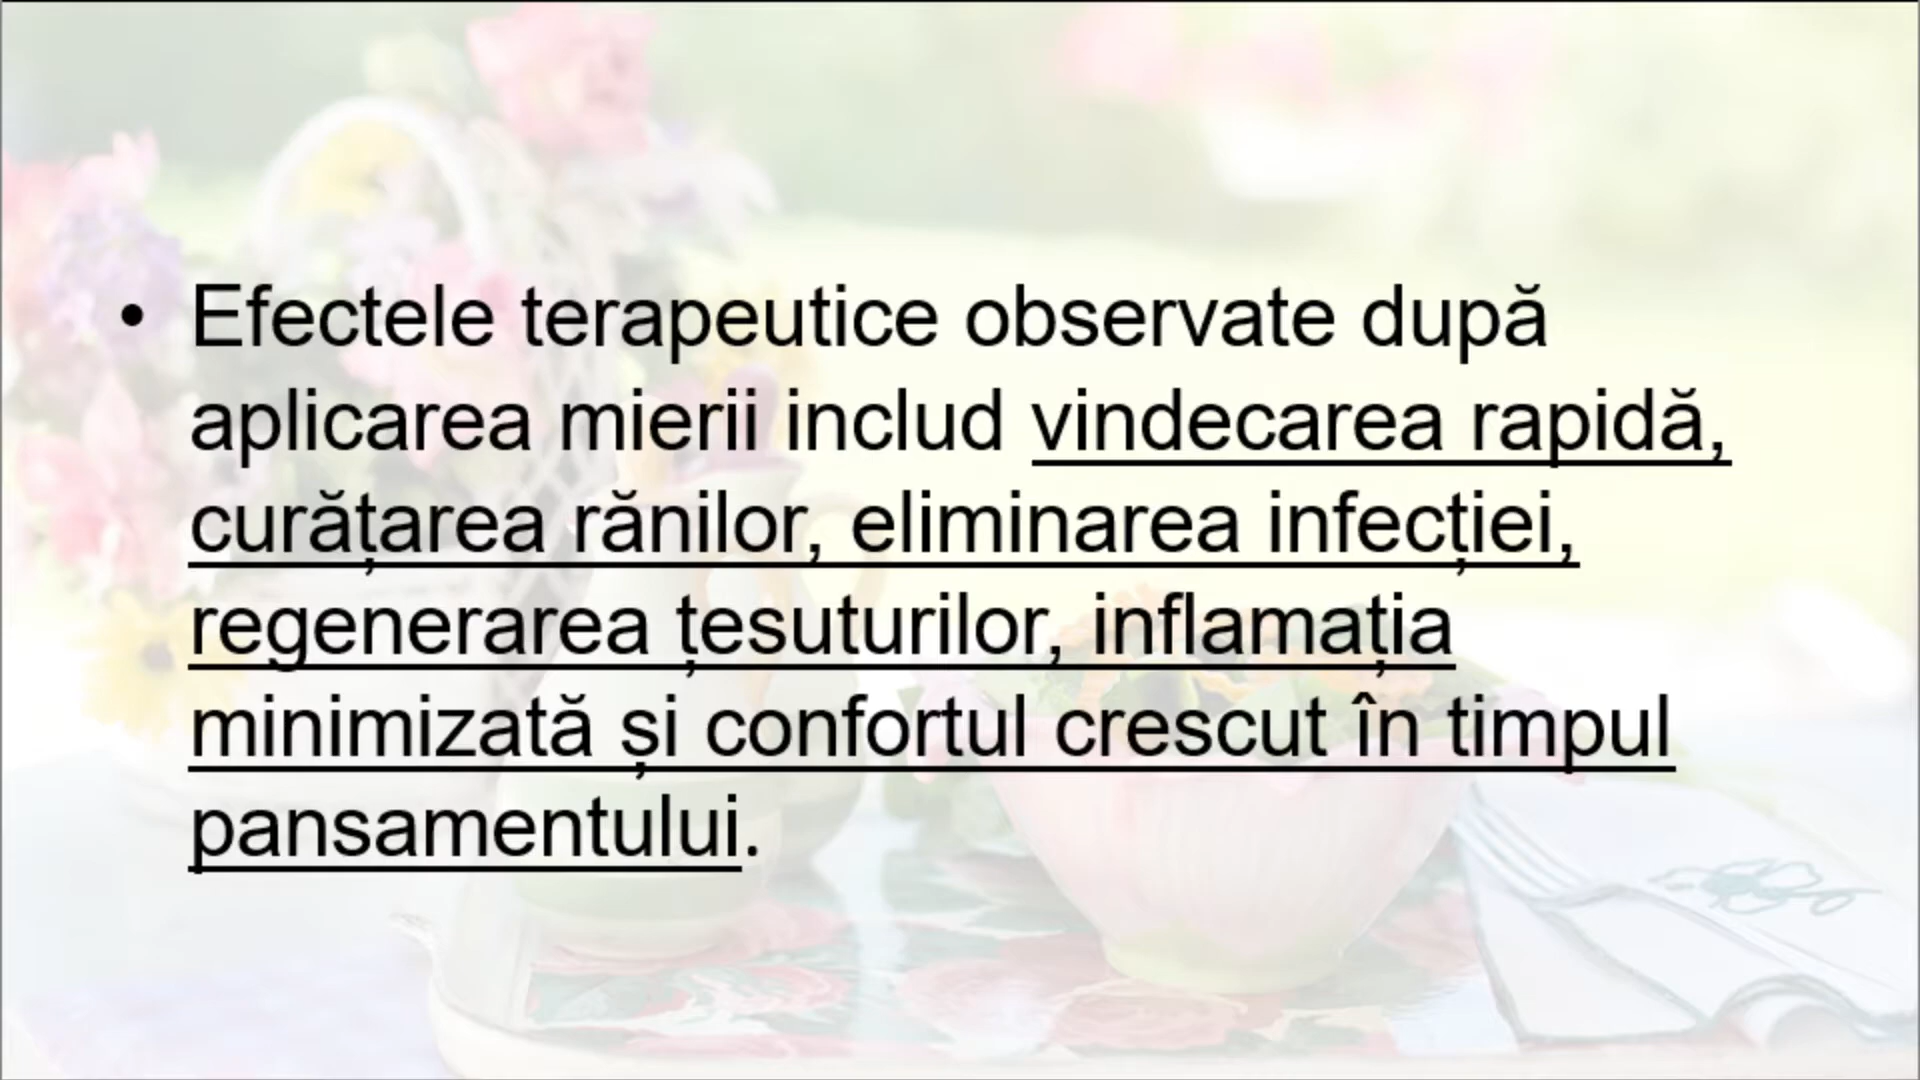 • Efectele terapeutice observate după
aplicarea mierii includ vindecarea rapidă,
curățarea rănilor, eliminarea infecției,
regenerarea țesuturilor, inflamația
minimizată și confortul crescut în timpul
pansamentului.